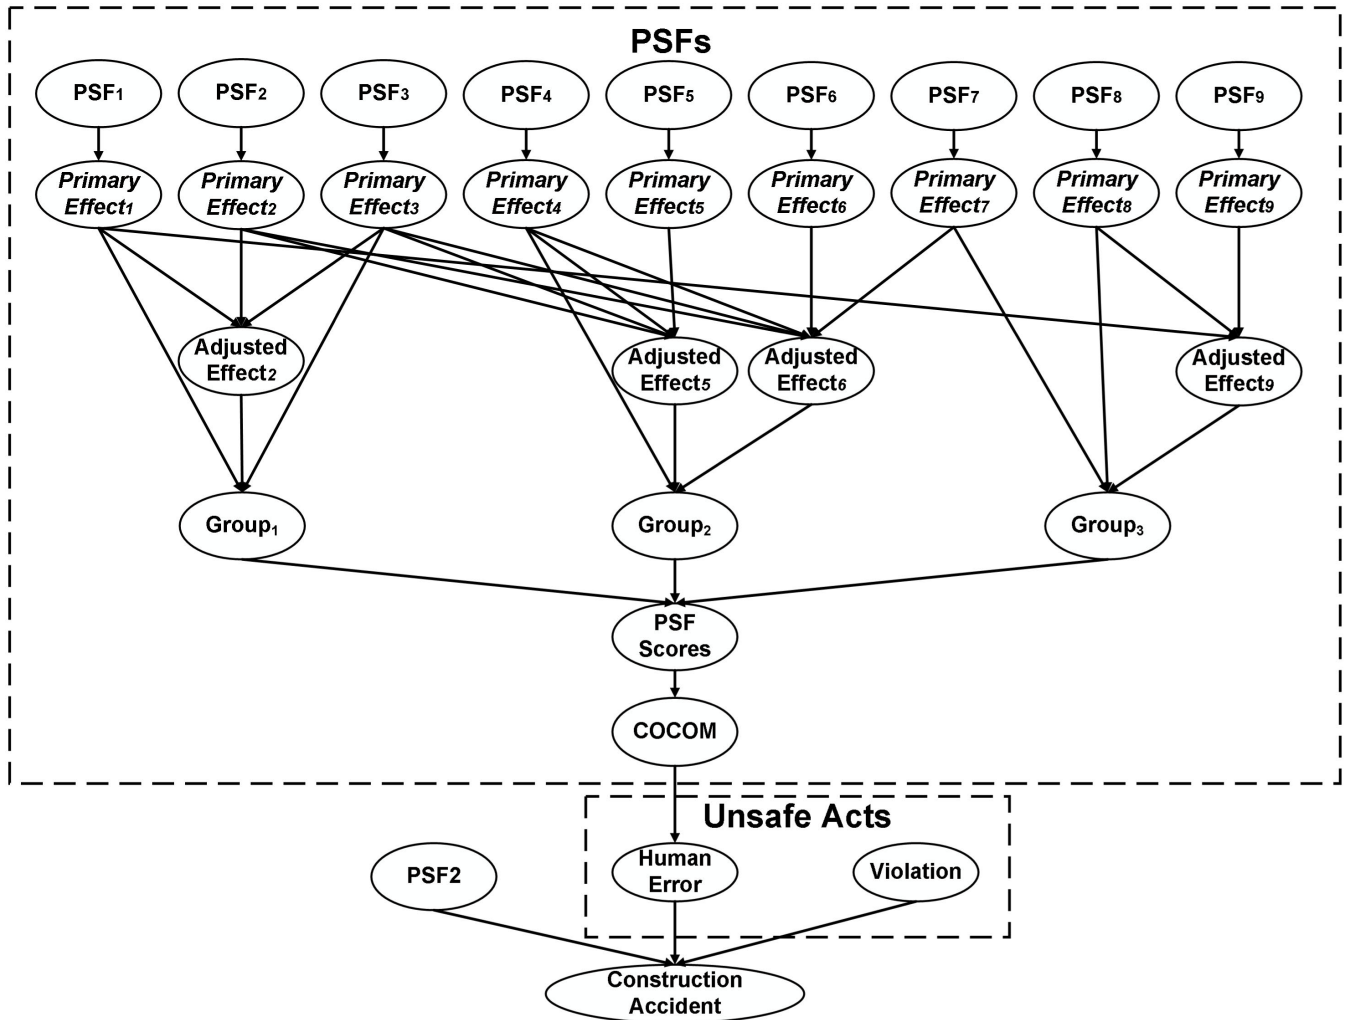 PSFs
PSF1
PSF2
PSF3
PSF4
PSF5
PSF6
PSF7
PSF8
PSF9
Primary
Effect1
Primary
Effect2
Primary
Effect3
Primary
Effect4
Primary
Effect5
Primary
Effect6
Primary
Effect7
Primary
Effect8
Primary
Effect9
Adjusted
Effect2
Adjusted
Effect5
Adjusted
Effect6
Adjusted
Effect9
Group1
Group2
Group3
PSF
Scores
COCOM
Unsafe Acts
PSF2
Human
Error
Violation
Construction
Accident